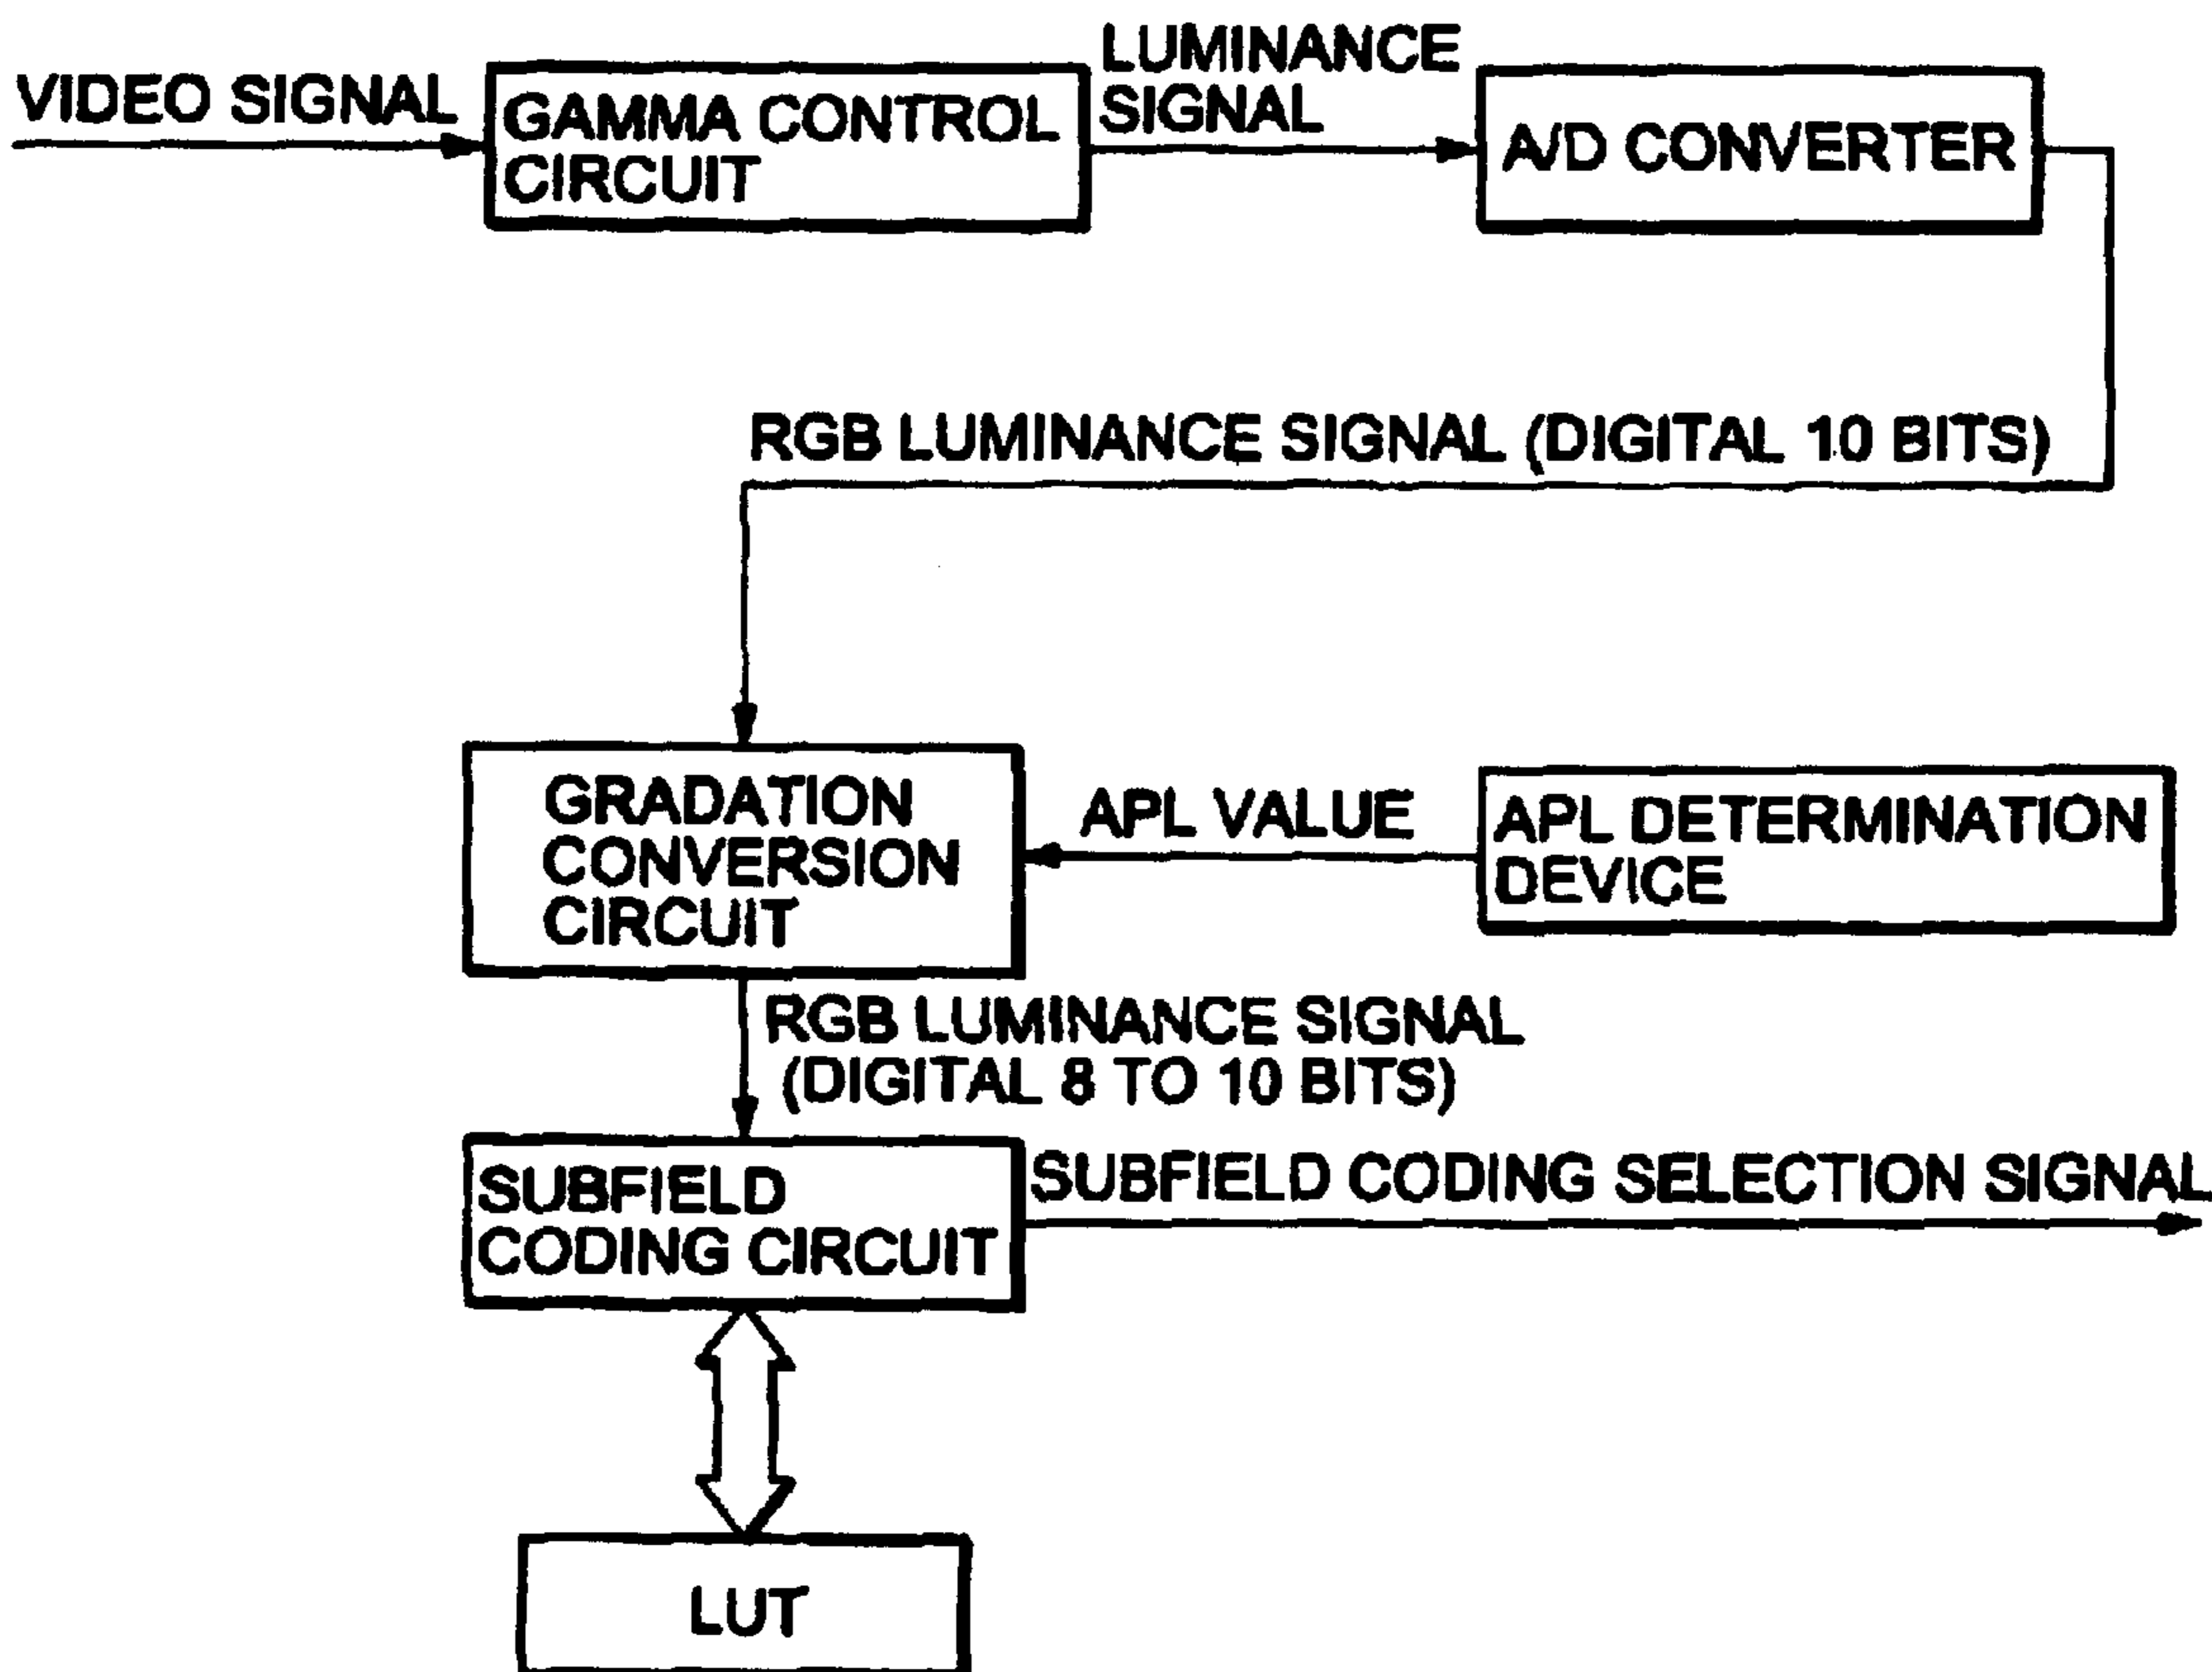 VIDEO SIGNAL
GAMMA CONTROL
CIRCUIT
LUMINANCE
SIGNAL
A/D CONVERTER
RGB LUMINANCE SIGNAL (DIGITAL 10 BITS)
GRADATION
CONVERSION
CIRCUIT
APL VALUE
APL DETERMINATION
DEVICE
RGB LUMINANCE SIGNAL
(DIGITAL 8 TO 10 BITS)
SUBFIELD
CODING CIRCUIT
SUBFIELD CODING SELECTION SIGNAL
LUT